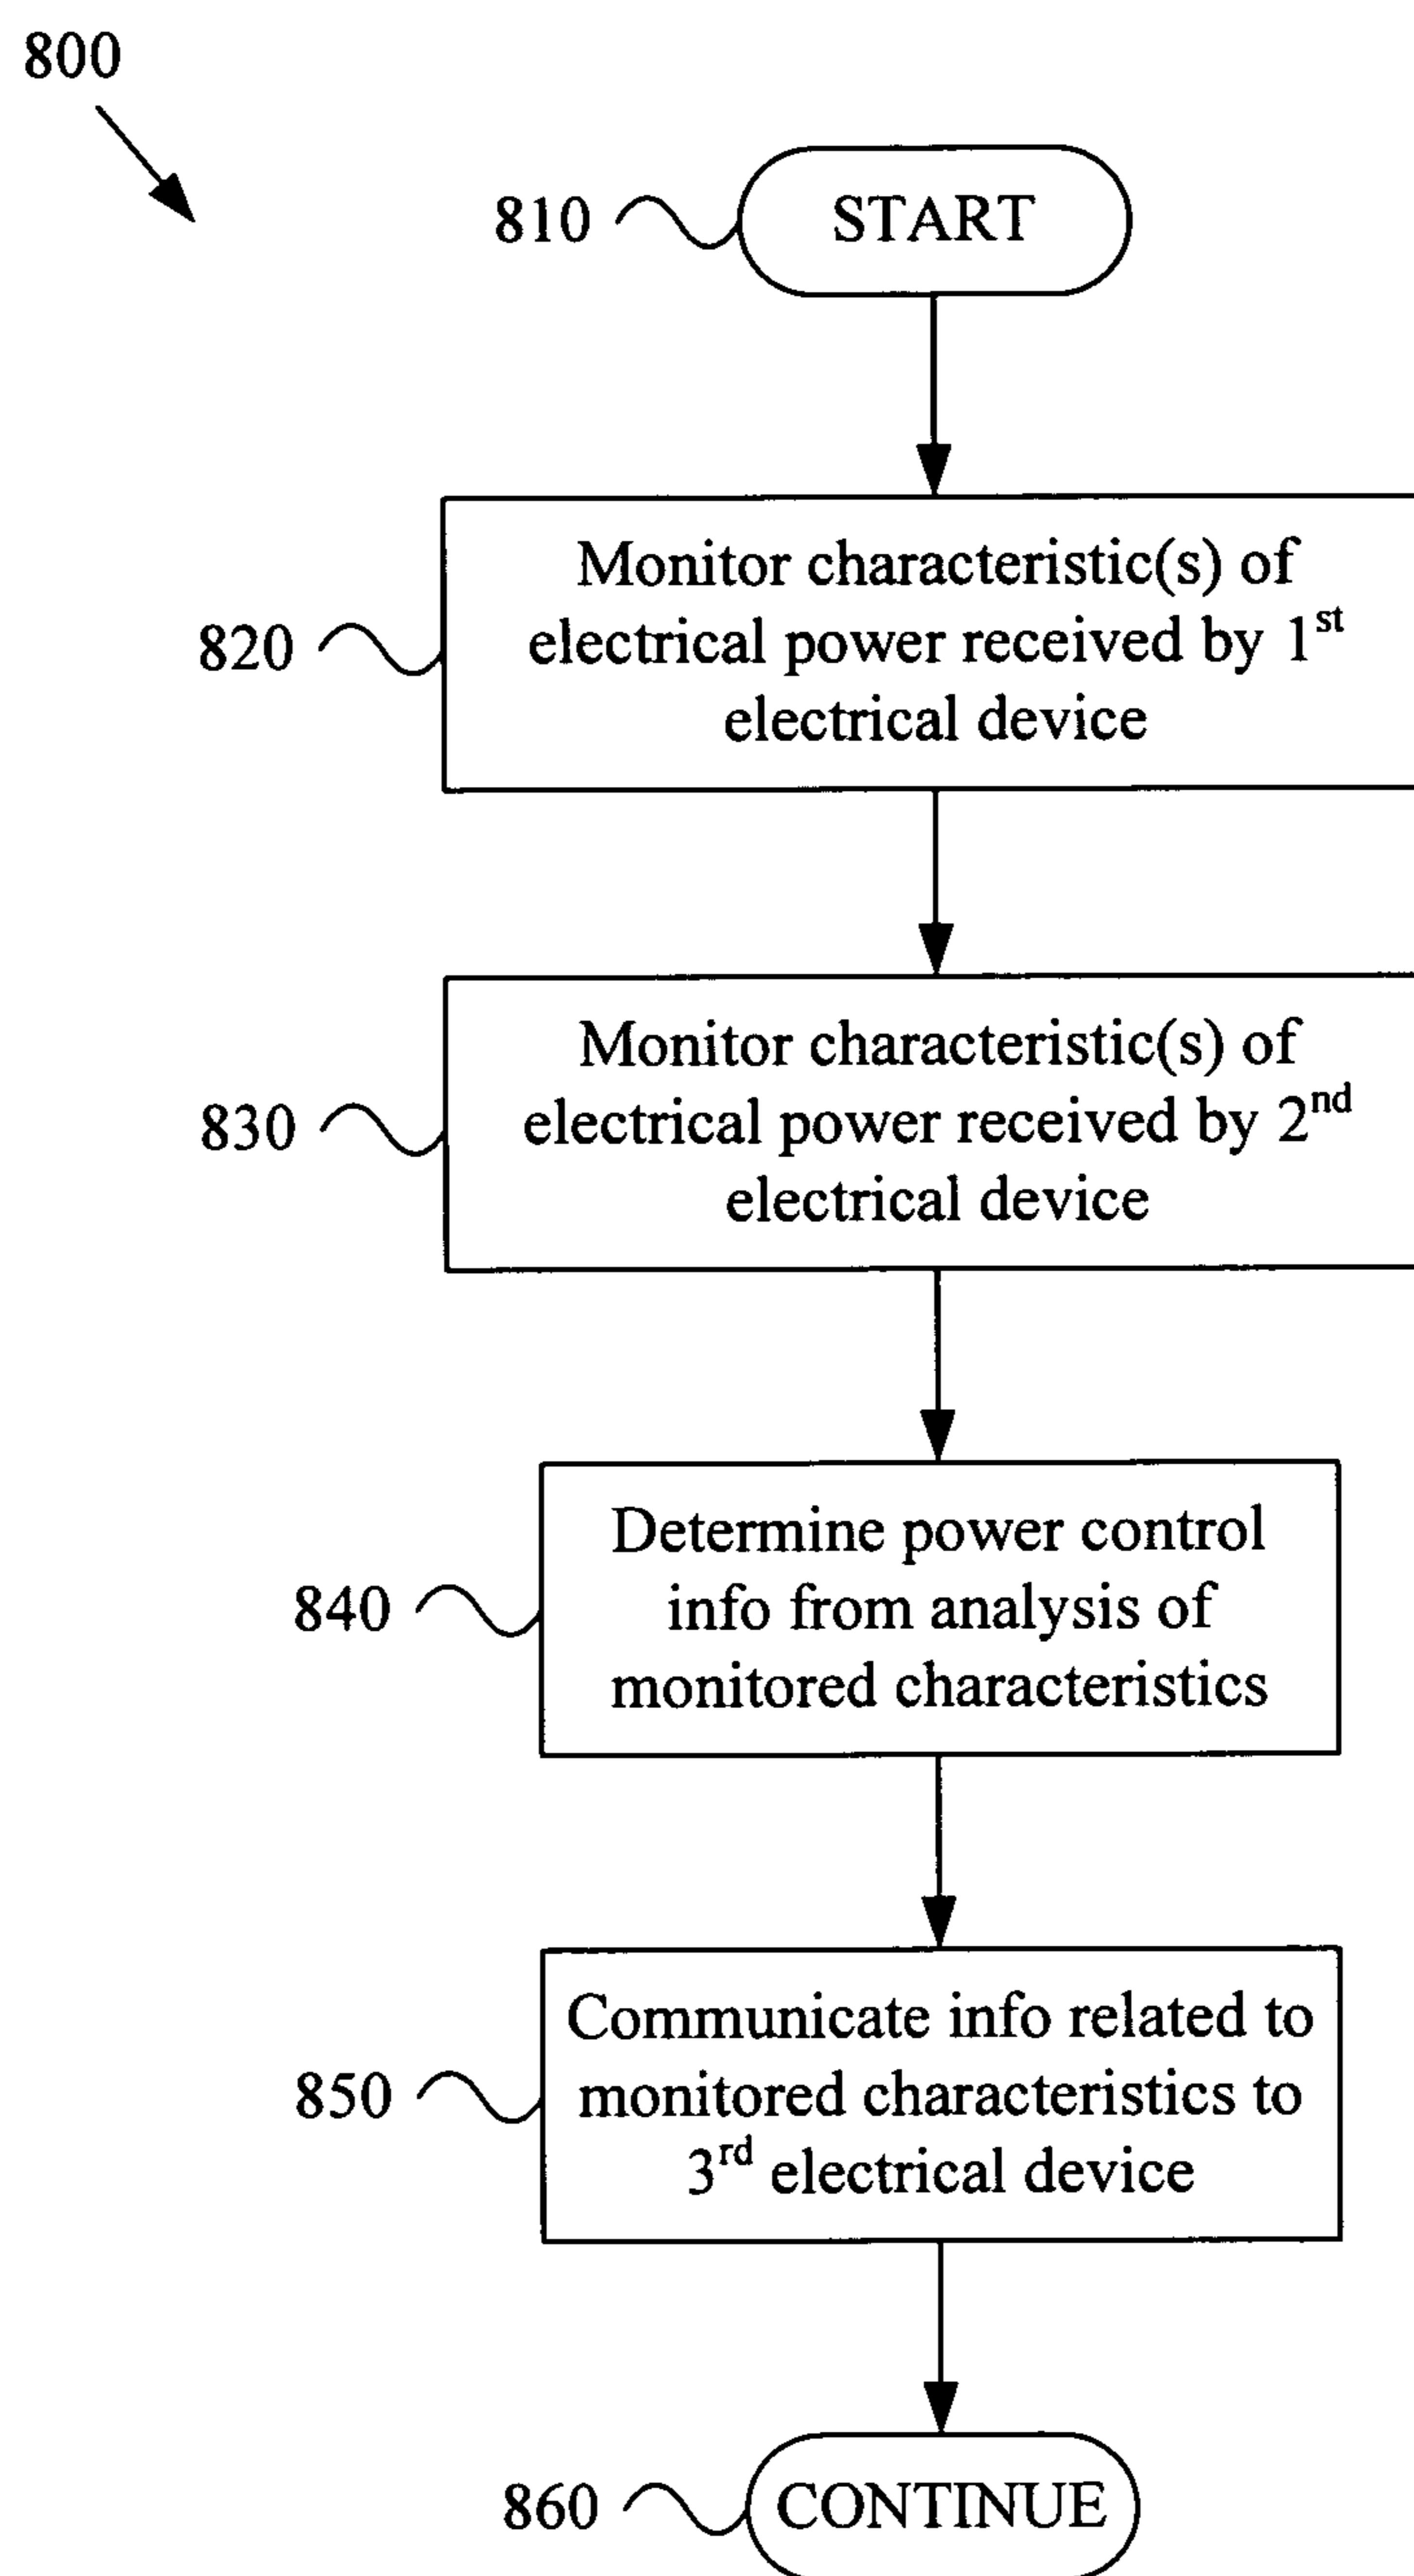 800
810
START
Monitor characteristic(s) of
electrical power received by 1st
electrical device
820
Monitor characteristic(s) of
electrical power received by 2nd
electrical device
830
Determine power control
info from analysis of
monitored characteristics
840
Communicate info related to
monitored characteristics to
3rd electrical device
850
860
CONTINUE